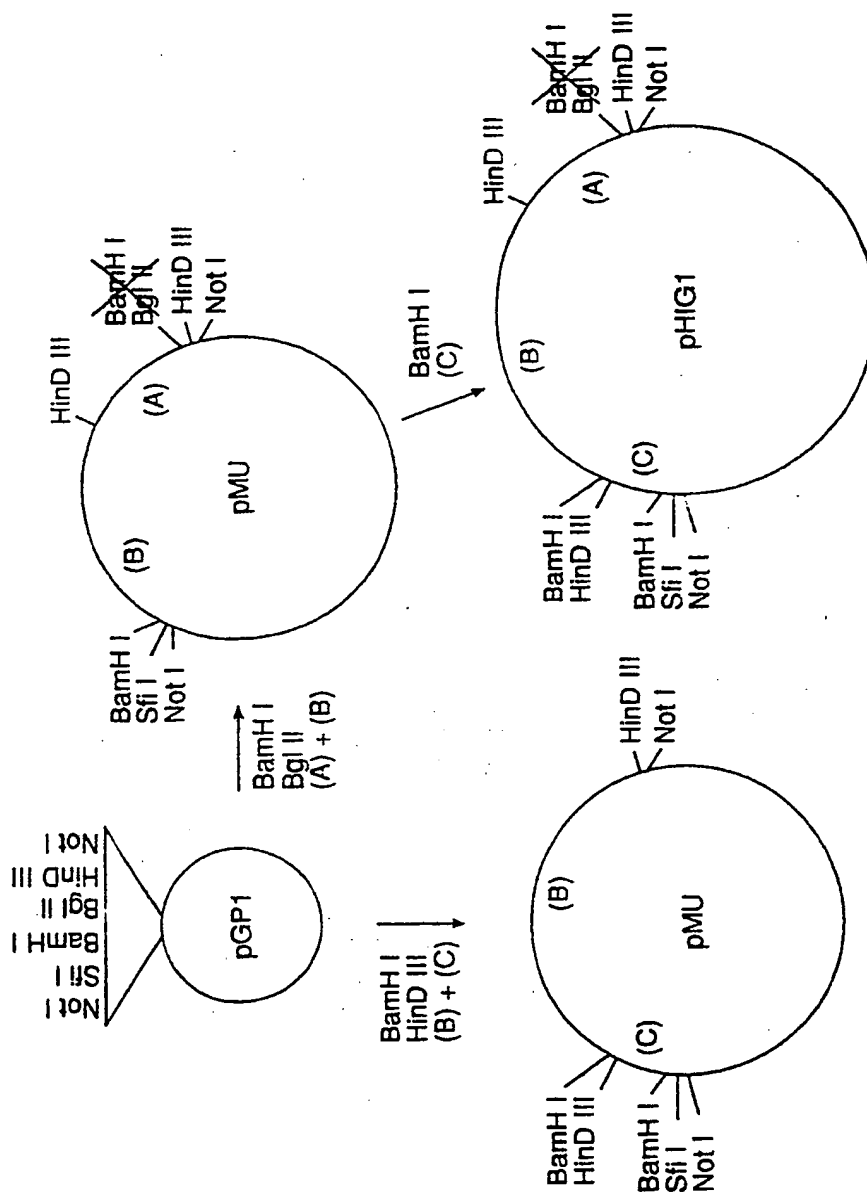 Not I
Sfi I
BamH I
Bgl II
HinD III
Not I
pGP1
BamH I
Bgl II
(A) + (B)
BamH I
Sfi I
Not I
(B)
HinD III
(A)
BamH I
Bgl II
HinD III
Not I
pMU
BamH I
HinD III
(B) + (C)
BamH I
(C)
BamH I
HinD III
(C)
BamH I
Sfi I
Not I
(B)
HinD III
Not I
pMU
BamH I
HinD III
(C)
BamH I
Sfi I
Not I
(B)
HinD III
(A)
BamH I
Bgl II
HinD III
Not I
pHIG1